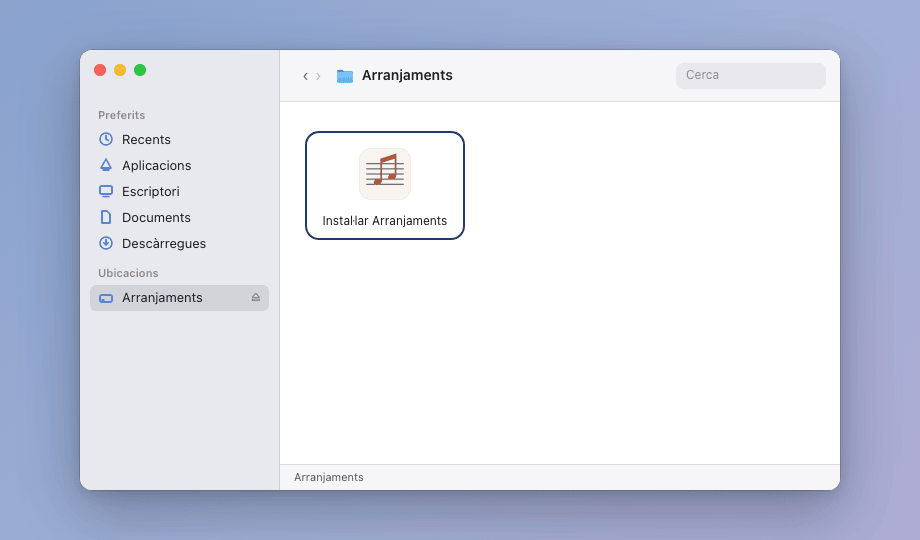 Preferits
Recents
Aplicacions
Escriptori
Documents
Descàrregues
Ubicacions
Arranjaments
Arranjaments
Cerca
Instal·lar Arranjaments
Arranjaments